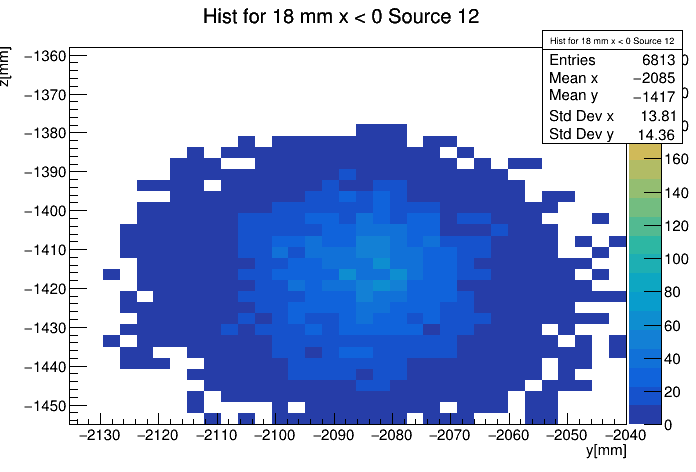 Hist for 18 mm x < 0 Source 12
z[mm]
Hist for 18 mm x < 0 Source 12
Entries 6813
Mean x −2085
Mean y −1417
Std Dev x 13.81
Std Dev y 14.36
−1360
−1370
−1380
−1390
−1400
−1410
−1420
−1430
−1440
−1450
160
140
120
100
80
60
40
20
0
−2130 −2120 −2110 −2100 −2090 −2080 −2070 −2060 −2050 −2040
y[mm]